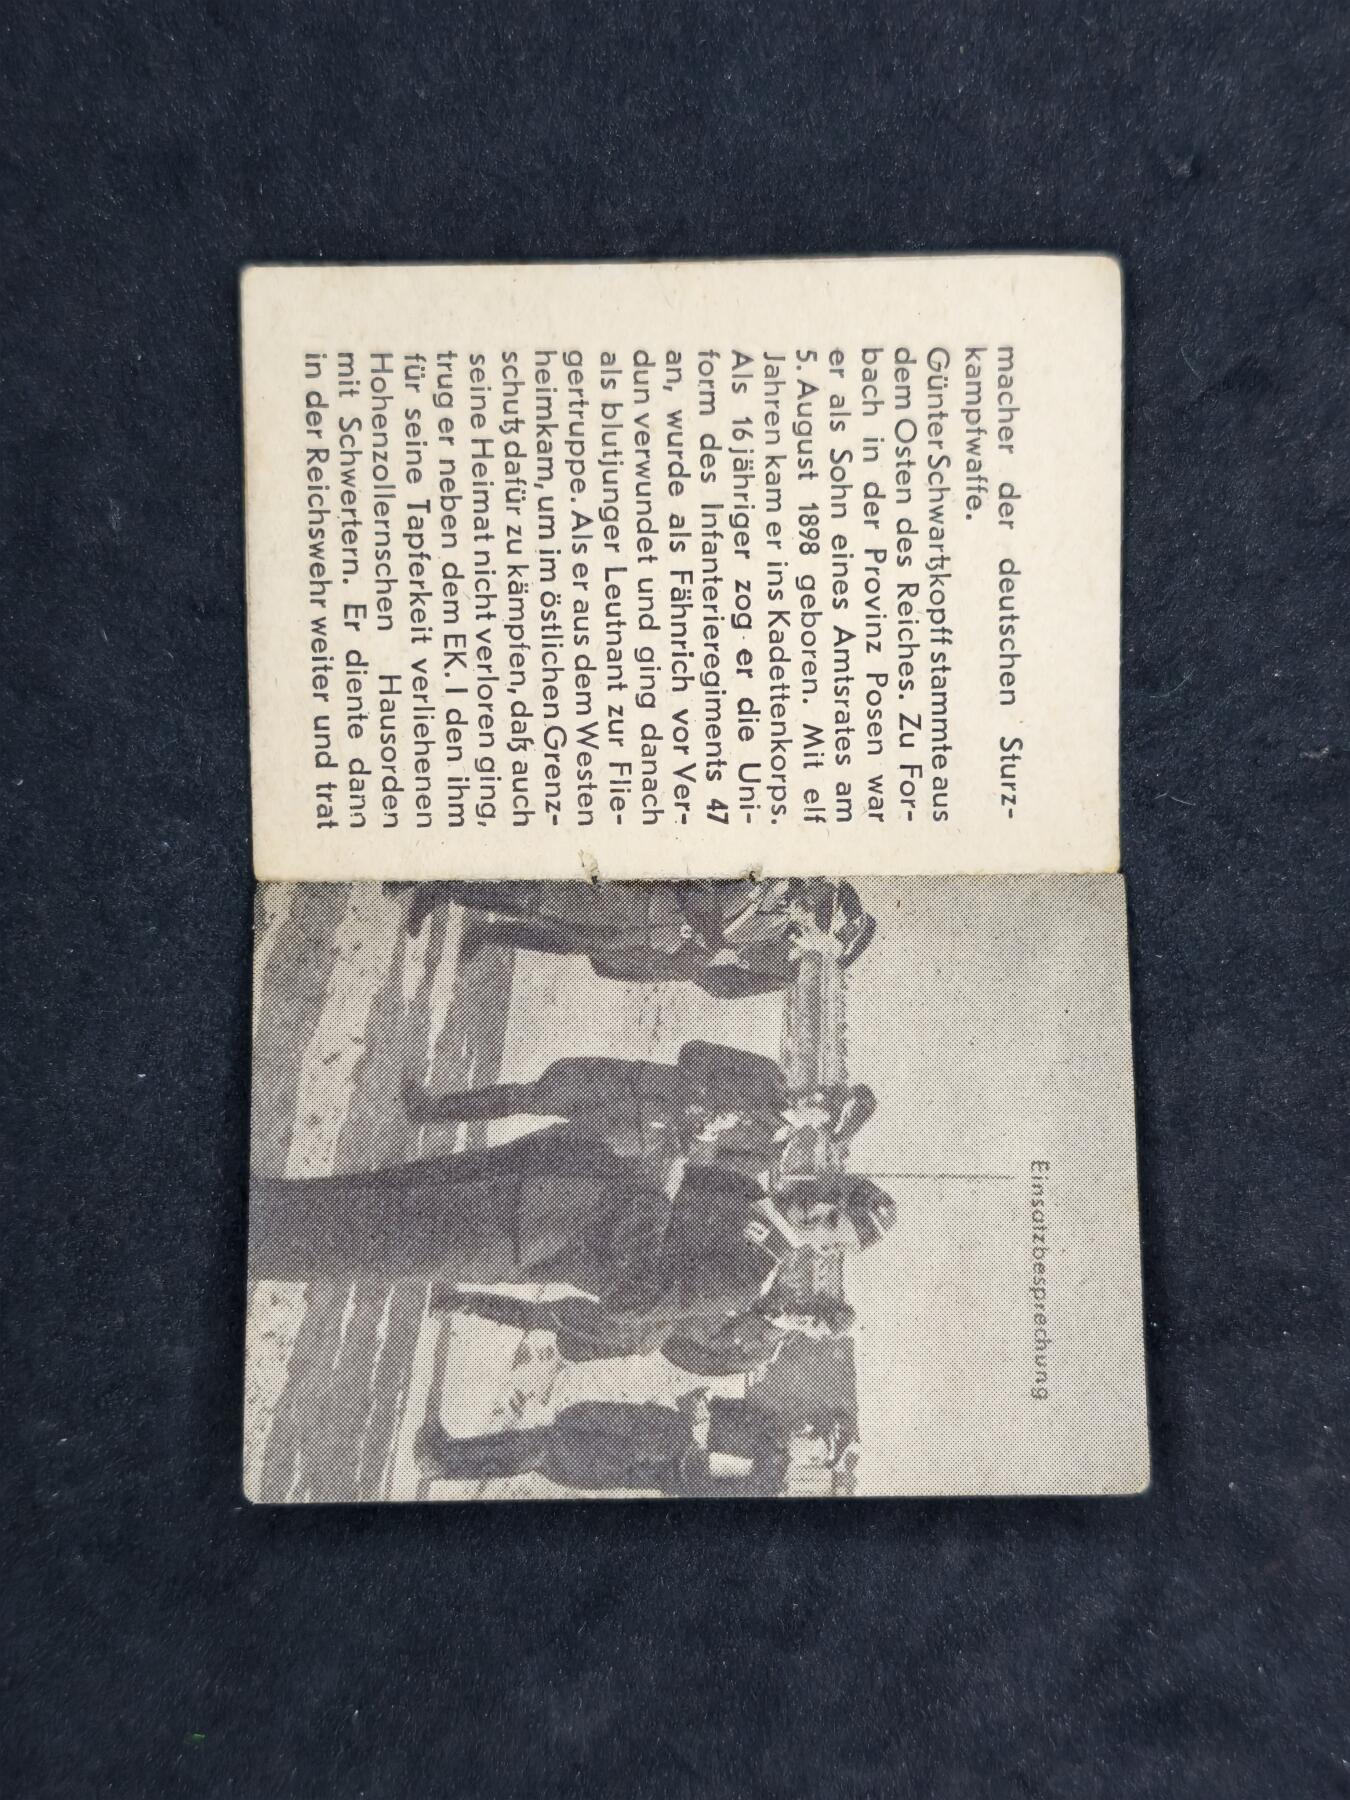 macher der deutschen Sturz-
kampfwaffe.
Günter Schwartzkopff stammte aus
dem Osten des Reiches. Zu For-
bach in der Provinz Posen war
er als Sohn eines Amtsrates am
5. August 1898 geboren. Mit elf
Jahren kam er ins Kadettenkorps.
Als 16jähriger zog er die Uni-
form des Infanterieregiments 47
an, wurde als Fähnrich vor Ver-
dun verwundet und ging danach
als blutjunger Leutnant zur Flie-
gertruppe. Als er aus dem Westen
heimkam, um im östlichen Grenz-
schutz dafür zu kämpfen, daß auch
seine Heimat nicht verloren ging,
trug er neben dem EK. I den ihm
für seine Tapferkeit verliehenen
Hohenzollernschen Hausorden
mit Schwertern. Er diente dann
in der Reichswehr weiter und trat
Einsatzbesprechung